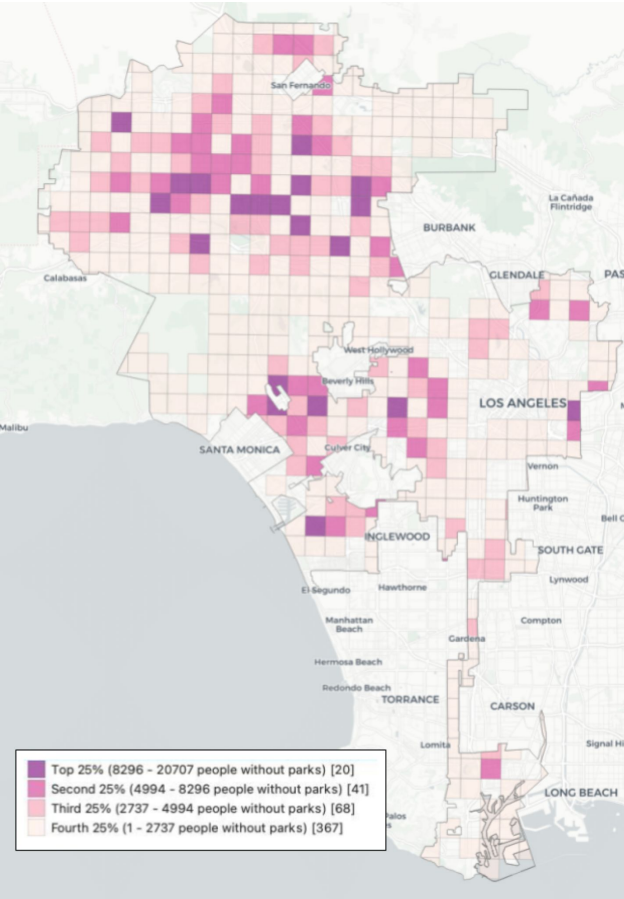 San Fernando
La Cañada
Flintridge
BURBANK
Calabasas
GLENDALE
PAS
West Hollywood
Beverly Hills
LOS ANGELES
Malibu
SANTA MONICA
Culver City
Vernon
Huntington
Park
Bell
INGLEWOOD
SOUTH GATE
El Segundo
Hawthorne
Lynwood
Manhattan
Beach
Compton
Gardena
Hermosa Beach
Redondo Beach
TORRANCE
CARSON
Lomita
Signal Hi
Top 25% (8296 - 20707 people without parks) [20]
Second 25% (4994 - 8296 people without parks) [41]
Third 25% (2737 - 4994 people without parks) [68]
Fourth 25% (1 - 2737 people without parks) [367]
LONG BEACH
Palos